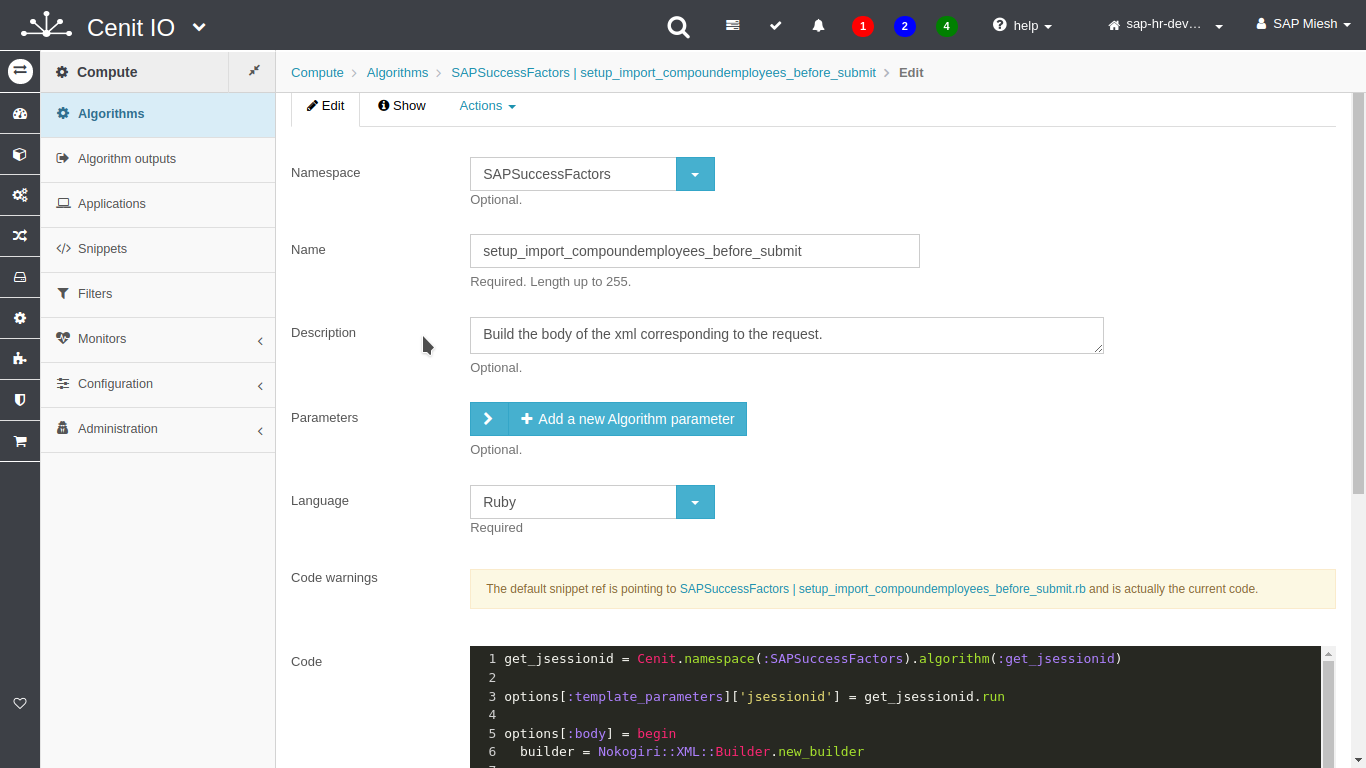 Cenit IO
1 2 4 help sap-hr-dev… SAP Miesh
Compute
Compute Algorithms SAPSuccessFactors | setup_import_compoundemployees_before_submit Edit
Algorithms
Algorithm outputs
Applications
Snippets
Filters
Monitors
Configuration
Administration
Edit Show Actions
Namespace
SAPSuccessFactors
Optional.
Name
setup_import_compoundemployees_before_submit
Required. Length up to 255.
Description
Build the body of the xml corresponding to the request.
Optional.
Parameters
Add a new Algorithm parameter
Optional.
Language
Ruby
Required
Code warnings
The default snippet ref is pointing to SAPSuccessFactors | setup_import_compoundemployees_before_submit.rb and is actually the current code.
Code
1 get_jsessionid = Cenit.namespace(:SAPSuccessFactors).algorithm(:get_jsessionid)
2
3 options[:template_parameters]['jsessionid'] = get_jsessionid.run
4
5 options[:body] = begin
6 builder = Nokogiri::XML::Builder.new_builder